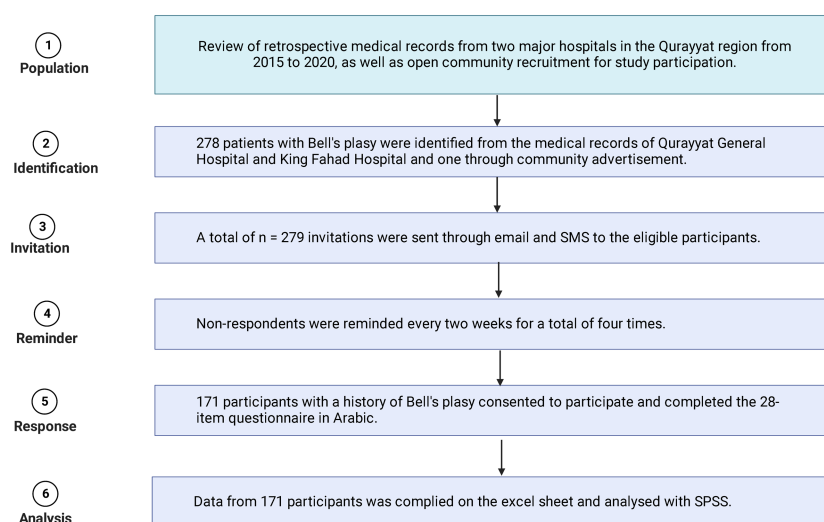 1
Population
Review of retrospective medical records from two major hospitals in the Qurayyat region from
2015 to 2020, as well as open community recruitment for study participation.
2
Identification
278 patients with Bell's plasy were identified from the medical records of Qurayyat General
Hospital and King Fahad Hospital and one through community advertisement.
3
Invitation
A total of n = 279 invitations were sent through email and SMS to the eligible participants.
4
Reminder
Non-respondents were reminded every two weeks for a total of four times.
5
Response
171 participants with a history of Bell's plasy consented to participate and completed the 28-
item questionnaire in Arabic.
6
Analysis
Data from 171 participants was complied on the excel sheet and analysed with SPSS.